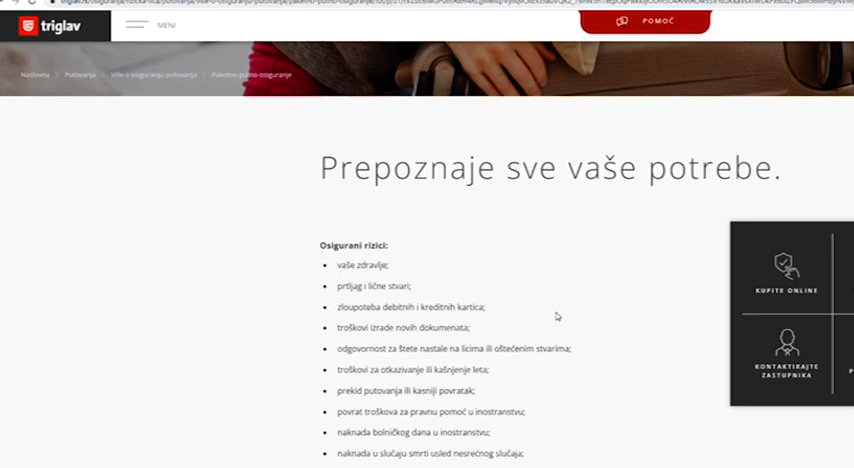 triglav
MENI
POMOĆ
Naslovna > Putovanja > Više o osiguranju putovanja > Paketno putno osiguranje
Prepoznaje sve vaše potrebe.
Osigurani rizici:
• vaše zdravlje;
• prtljag i lične stvari;
• zloupoteba debitnih i kreditnih kartica;
• troškovi izrade novih dokumenata;
• odgovornost za štete nastale na licima ili oštećenim stvarima;
• troškovi za otkazivanje ili kašnjenje leta;
• prekid putovanja ili kasniji povratak;
• povrat troškova za pravnu pomoć u inostranstvu;
• naknada bolničkog dana u inostranstvu;
• naknada u slučaju smrti usled nesrećnog slučaja;
KUPITE ONLINE
KONTAKTIRAJTE
ZASTUPNIKA